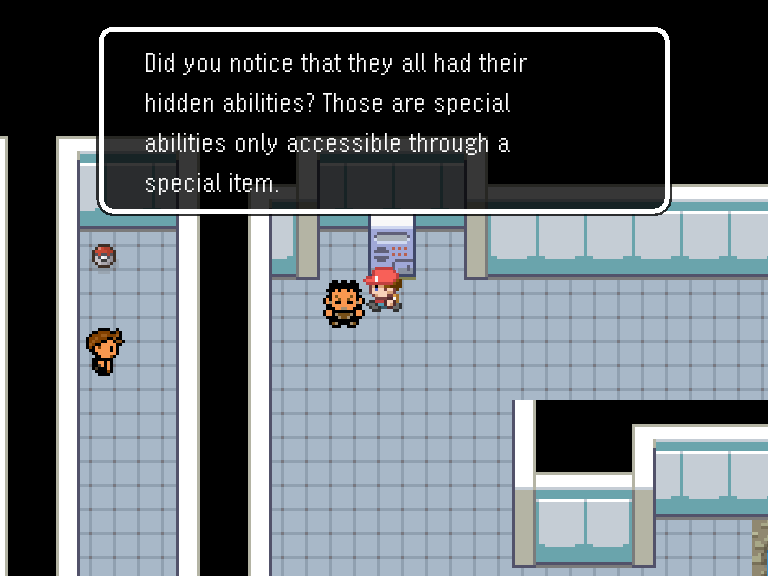 Did you notice that they all had their
hidden abilities? Those are special
abilities only accessible through a
special item.